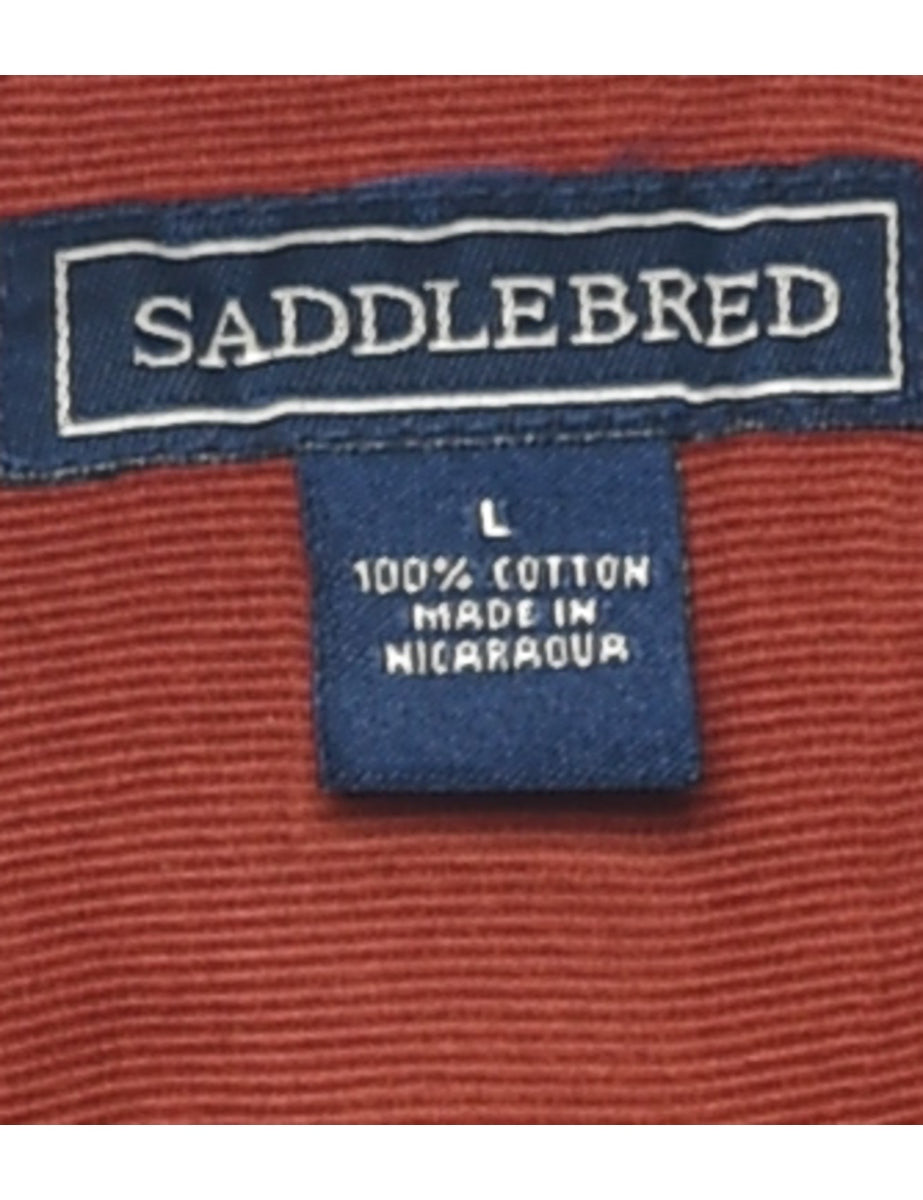 SADDLEBRED
L
100% COTTON
MADE IN
NICARAGUA